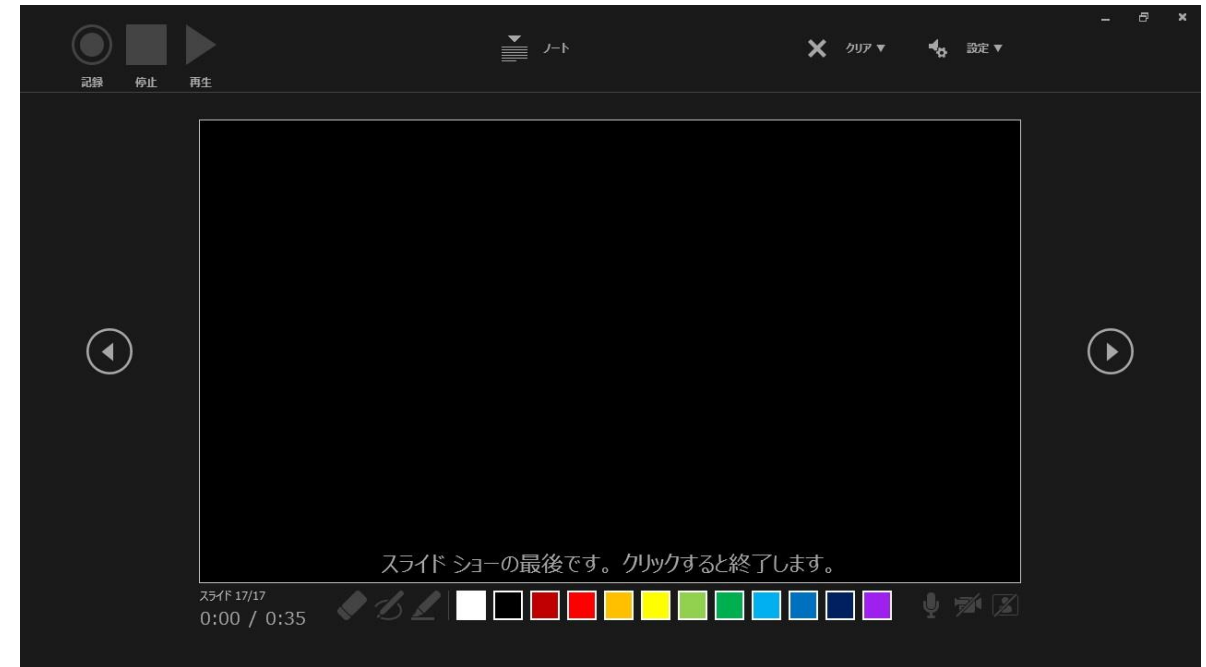 ノート
クリア ▼
設定 ▼
記録
停止
再生
スライド ショーの最後です。クリックすると終了します。
スライド 17/17
0:00 / 0:35